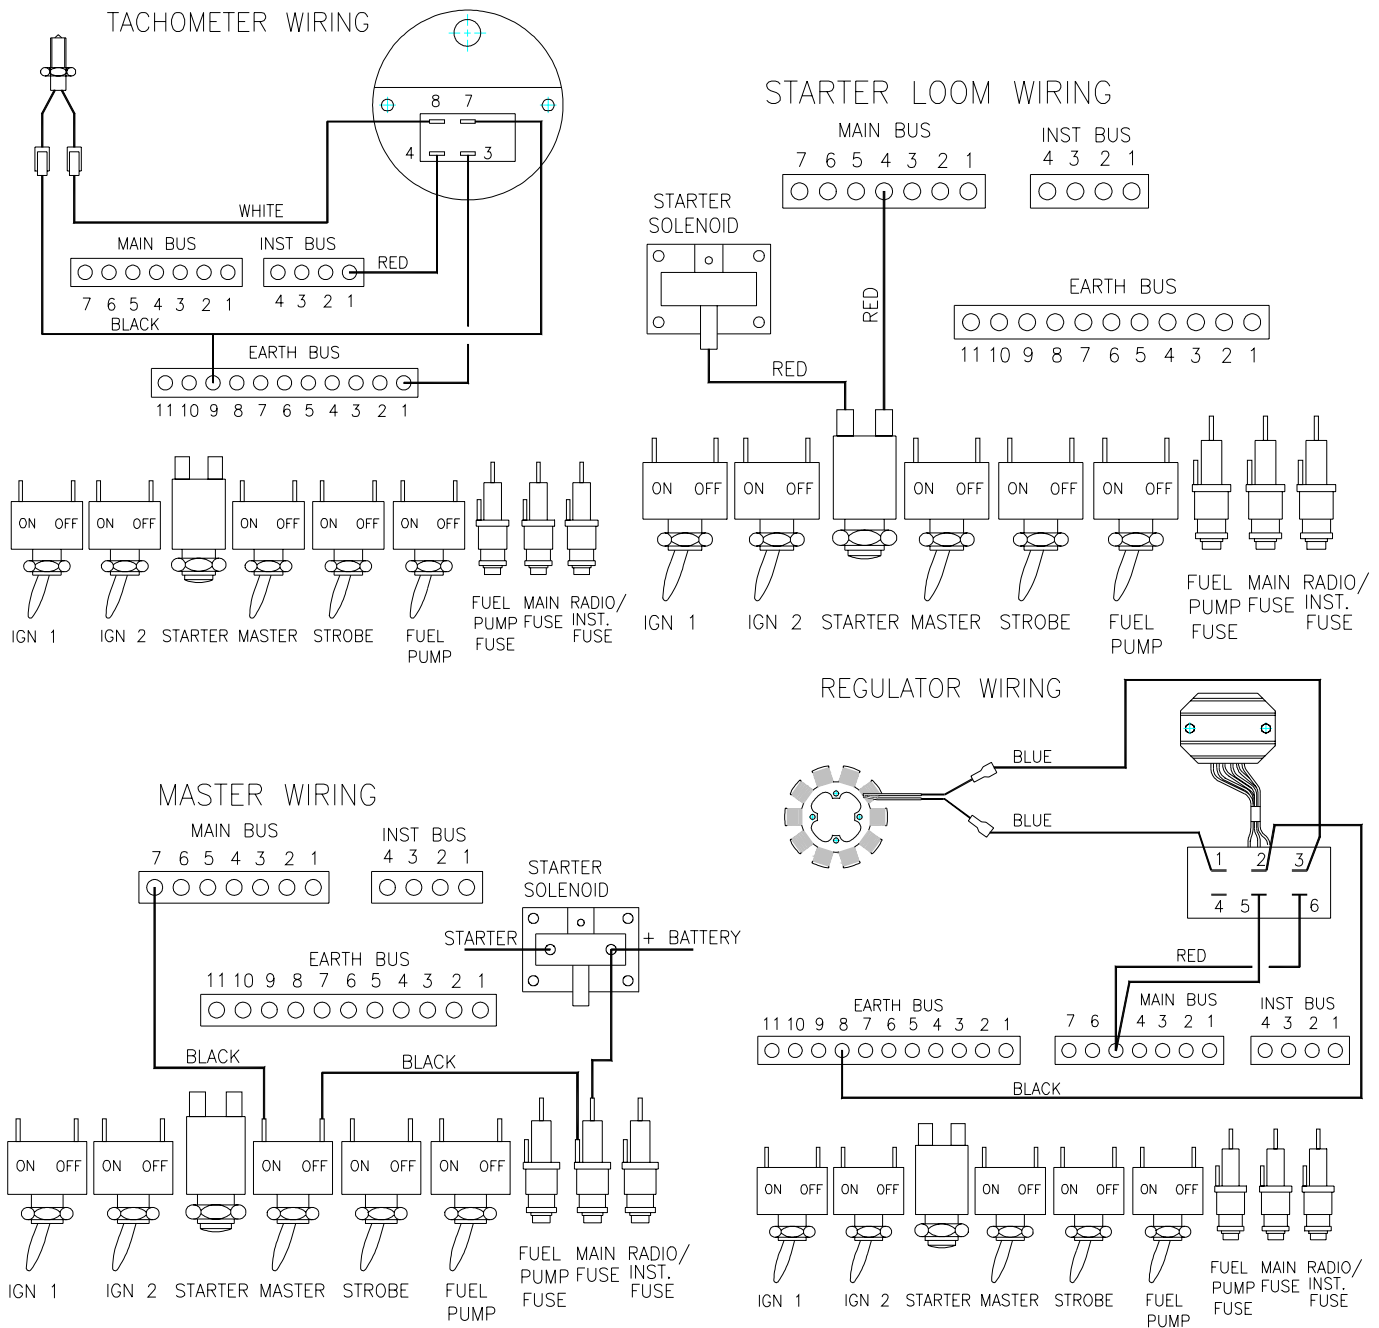 TACHOMETER WIRING
8 7
4 3
WHITE
MAIN BUS INST BUS
RED
7 6 5 4 3 2 1 4 3 2 1
BLACK
EARTH BUS
11 10 9 8 7 6 5 4 3 2 1
ON OFF ON OFF ON OFF ON OFF ON OFF
IGN 1 IGN 2 STARTER MASTER STROBE
FUEL
PUMP
FUEL
PUMP
FUSE
MAIN
FUSE
RADIO/
INST.
FUSE
STARTER LOOM WIRING
MAIN BUS INST BUS
7 6 5 4 3 2 1 4 3 2 1
STARTER
SOLENOID
RED
EARTH BUS
11 10 9 8 7 6 5 4 3 2 1
RED
ON OFF ON OFF ON OFF ON OFF ON OFF
IGN 1 IGN 2 STARTER MASTER STROBE
FUEL
PUMP
FUEL
PUMP
FUSE
MAIN
FUSE
RADIO/
INST.
FUSE
MASTER WIRING
MAIN BUS INST BUS
7 6 5 4 3 2 1 4 3 2 1
STARTER
SOLENOID
STARTER + BATTERY
EARTH BUS
11 10 9 8 7 6 5 4 3 2 1
BLACK BLACK
ON OFF ON OFF ON OFF ON OFF ON OFF
IGN 1 IGN 2 STARTER MASTER STROBE
FUEL
PUMP
FUEL
PUMP
FUSE
MAIN
FUSE
RADIO/
INST.
FUSE
REGULATOR WIRING
BLUE
BLUE
1 2 3
4 5 6
RED
EARTH BUS MAIN BUS INST BUS
11 10 9 8 7 6 5 4 3 2 1 7 6 4 3 2 1 4 3 2 1
BLACK
ON OFF ON OFF ON OFF ON OFF ON OFF
IGN 1 IGN 2 STARTER MASTER STROBE
FUEL
PUMP
FUEL
PUMP
FUSE
MAIN
FUSE
RADIO/
INST.
FUSE